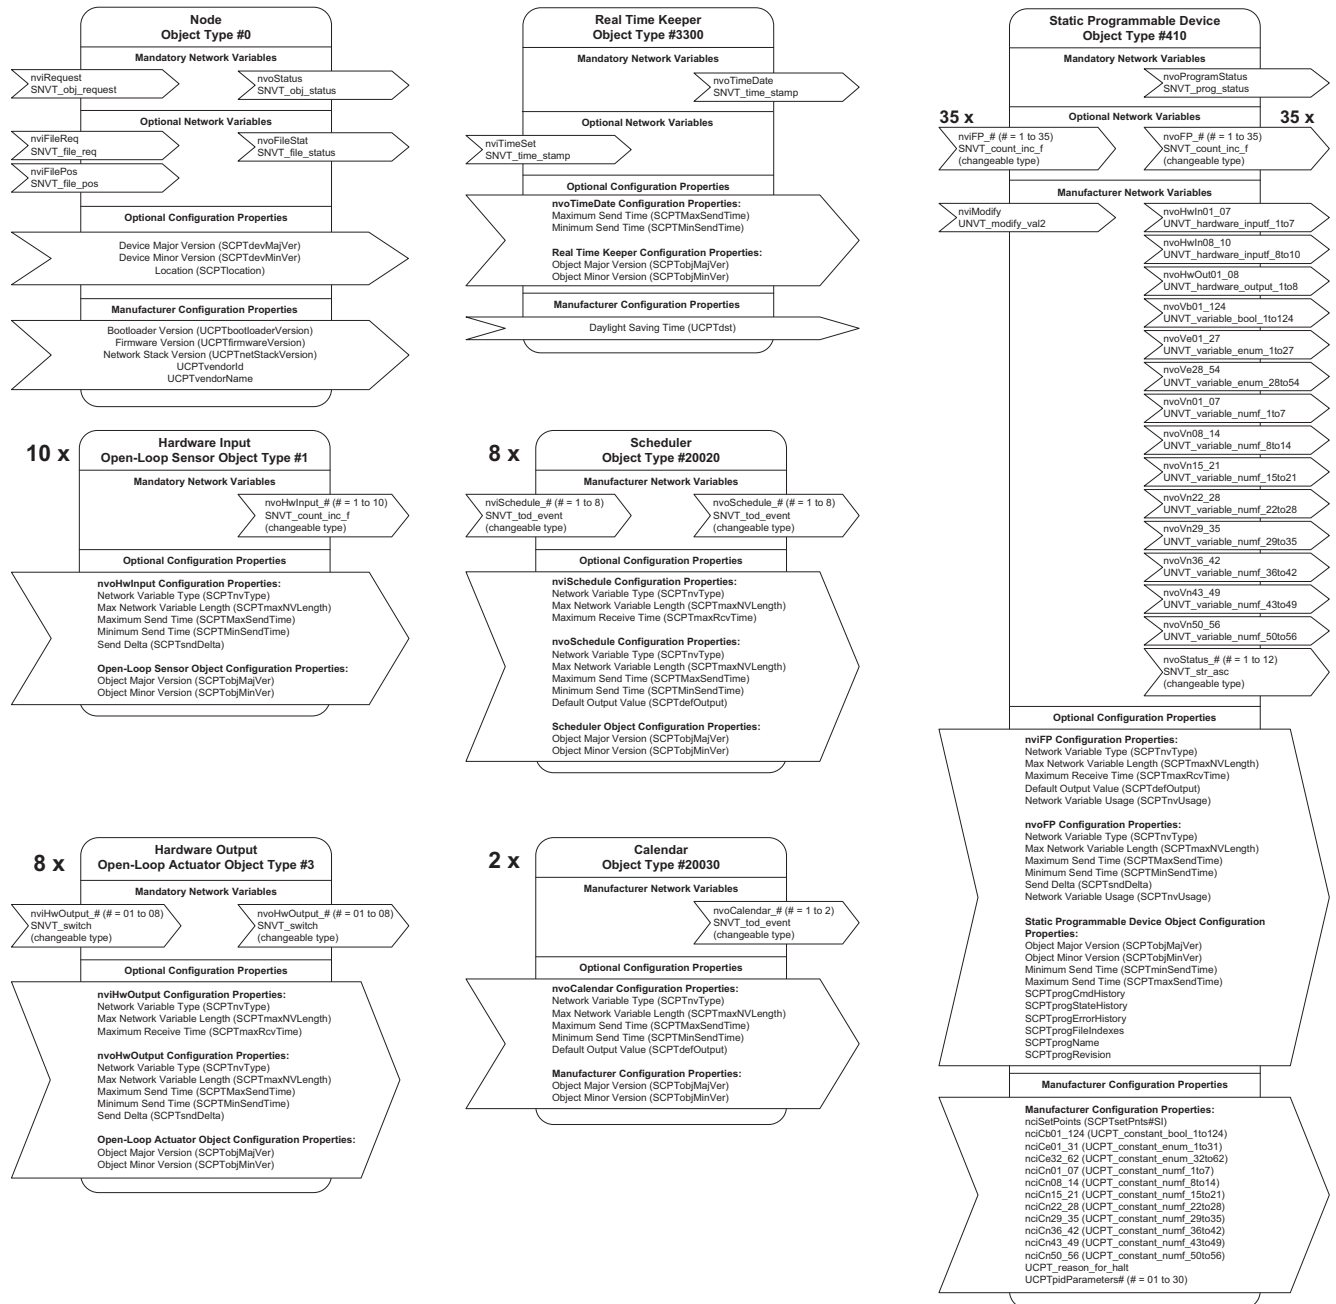 Node
Object Type #0
Mandatory Network Variables
nviRequest
SNVT_obj_request
nvoStatus
SNVT_obj_status
Optional Network Variables
nviFileReq
SNVT_file_req
nvoFileStat
SNVT_file_status
nviFilePos
SNVT_file_pos
Optional Configuration Properties
Device Major Version (SCPTdevMajVer)
Device Minor Version (SCPTdevMinVer)
Location (SCPTlocation)
Manufacturer Configuration Properties
Bootloader Version (UCPTbootloaderVersion)
Firmware Version (UCPTfirmwareVersion)
Network Stack Version (UCPTnetStackVersion)
UCPTvendorId
UCPTvendorName
Real Time Keeper
Object Type #3300
Mandatory Network Variables
nvoTimeDate
SNVT_time_stamp
Optional Network Variables
nviTimeSet
SNVT_time_stamp
Optional Configuration Properties
nvoTimeDate Configuration Properties:
Maximum Send Time (SCPTMaxSendTime)
Minimum Send Time (SCPTMinSendTime)
Real Time Keeper Configuration Properties:
Object Major Version (SCPTobjMajVer)
Object Minor Version (SCPTobjMinVer)
Manufacturer Configuration Properties
Daylight Saving Time (UCPTdst)
10 x
Hardware Input
Open-Loop Sensor Object Type #1
Mandatory Network Variables
nvoHwInput_# (# = 1 to 10)
SNVT_count_inc_f
(changeable type)
Optional Configuration Properties
nvoHwInput Configuration Properties:
Network Variable Type (SCPTnvType)
Max Network Variable Length (SCPTmaxNVLength)
Maximum Send Time (SCPTMaxSendTime)
Minimum Send Time (SCPTMinSendTime)
Send Delta (SCPTsndDelta)
Open-Loop Sensor Object Configuration Properties:
Object Major Version (SCPTobjMajVer)
Object Minor Version (SCPTobjMinVer)
8 x
Scheduler
Object Type #20020
Manufacturer Network Variables
nviSchedule_# (# = 1 to 8)
SNVT_tod_event
(changeable type)
nvoSchedule_# (# = 1 to 8)
SNVT_tod_event
(changeable type)
Optional Configuration Properties
nviSchedule Configuration Properties:
Network Variable Type (SCPTnvType)
Max Network Variable Length (SCPTmaxNVLength)
Maximum Receive Time (SCPTmaxRcvTime)
nvoSchedule Configuration Properties:
Network Variable Type (SCPTnvType)
Max Network Variable Length (SCPTmaxNVLength)
Maximum Send Time (SCPTMaxSendTime)
Minimum Send Time (SCPTMinSendTime)
Default Output Value (SCPTdefOutput)
Scheduler Object Configuration Properties:
Object Major Version (SCPTobjMajVer)
Object Minor Version (SCPTobjMinVer)
8 x
Hardware Output
Open-Loop Actuator Object Type #3
Mandatory Network Variables
nviHwOutput_# (# = 01 to 08)
SNVT_switch
(changeable type)
nvoHwOutput_# (# = 01 to 08)
SNVT_switch
(changeable type)
Optional Configuration Properties
nviHwOutput Configuration Properties:
Network Variable Type (SCPTnvType)
Max Network Variable Length (SCPTmaxNVLength)
Maximum Receive Time (SCPTmaxRcvTime)
nvoHwOutput Configuration Properties:
Network Variable Type (SCPTnvType)
Max Network Variable Length (SCPTmaxNVLength)
Maximum Send Time (SCPTMaxSendTime)
Minimum Send Time (SCPTMinSendTime)
Send Delta (SCPTsndDelta)
Open-Loop Actuator Object Configuration Properties:
Object Major Version (SCPTobjMajVer)
Object Minor Version (SCPTobjMinVer)
2 x
Calendar
Object Type #20030
Manufacturer Network Variables
nvoCalendar_# (# = 1 to 2)
SNVT_tod_event
(changeable type)
Optional Configuration Properties
nvoCalendar Configuration Properties:
Network Variable Type (SCPTnvType)
Max Network Variable Length (SCPTmaxNVLength)
Maximum Send Time (SCPTMaxSendTime)
Minimum Send Time (SCPTMinSendTime)
Default Output Value (SCPTdefOutput)
Manufacturer Configuration Properties:
Object Major Version (SCPTobjMajVer)
Object Minor Version (SCPTobjMinVer)
Static Programmable Device
Object Type #410
Mandatory Network Variables
nvoProgramStatus
SNVT_prog_status
35 x
Optional Network Variables
35 x
nviFP_# (# = 1 to 35)
SNVT_count_inc_f
(changeable type)
nvoFP_# (# = 1 to 35)
SNVT_count_inc_f
(changeable type)
Manufacturer Network Variables
nviModify
UNVT_modify_val2
nvoHwIn01_07
UNVT_hardware_inputf_1to7
nvoHwIn08_10
UNVT_hardware_inputf_8to10
nvoHwOut01_08
UNVT_hardware_output_1to8
nvoVb01_124
UNVT_variable_bool_1to124
nvoVe01_27
UNVT_variable_enum_1to27
nvoVe28_54
UNVT_variable_enum_28to54
nvoVn01_07
UNVT_variable_numf_1to7
nvoVn08_14
UNVT_variable_numf_8to14
nvoVn15_21
UNVT_variable_numf_15to21
nvoVn22_28
UNVT_variable_numf_22to28
nvoVn29_35
UNVT_variable_numf_29to35
nvoVn36_42
UNVT_variable_numf_36to42
nvoVn43_49
UNVT_variable_numf_43to49
nvoVn50_56
UNVT_variable_numf_50to56
nvoStatus_# (# = 1 to 12)
SNVT_str_asc
(changeable type)
Optional Configuration Properties
nviFP Configuration Properties:
Network Variable Type (SCPTnvType)
Max Network Variable Length (SCPTmaxNVLength)
Maximum Receive Time (SCPTmaxRcvTime)
Default Output Value (SCPTdefOutput)
Network Variable Usage (SCPTnvUsage)
nvoFP Configuration Properties:
Network Variable Type (SCPTnvType)
Max Network Variable Length (SCPTmaxNVLength)
Maximum Send Time (SCPTMaxSendTime)
Minimum Send Time (SCPTMinSendTime)
Send Delta (SCPTsndDelta)
Network Variable Usage (SCPTnvUsage)
Static Programmable Device Object Configuration
Properties:
Object Major Version (SCPTobjMajVer)
Object Minor Version (SCPTobjMinVer)
Minimum Send Time (SCPTminSendTime)
Maximum Send Time (SCPTmaxSendTime)
SCPTprogCmdHistory
SCPTprogStateHistory
SCPTprogErrorHistory
SCPTprogFileIndexes
SCPTprogName
SCPTprogRevision
Manufacturer Configuration Properties
Manufacturer Configuration Properties:
nciSetPoints (SCPTsetPnts#SI)
nciCb01_124 (UCPT_constant_bool_1to124)
nciCe01_31 (UCPT_constant_enum_1to31)
nciCe32_62 (UCPT_constant_enum_32to62)
nciCn01_07 (UCPT_constant_numf_1to7)
nciCn08_14 (UCPT_constant_numf_8to14)
nciCn15_21 (UCPT_constant_numf_15to21)
nciCn22_28 (UCPT_constant_numf_22to28)
nciCn29_35 (UCPT_constant_numf_29to35)
nciCn36_42 (UCPT_constant_numf_36to42)
nciCn43_49 (UCPT_constant_numf_43to49)
nciCn50_56 (UCPT_constant_numf_50to56)
UCPT_reason_for_halt
UCPTpidParameters# (# = 01 to 30)